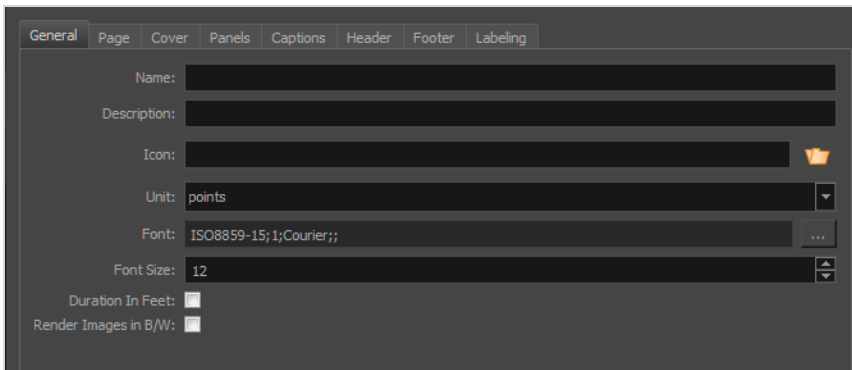 General Page Cover Panels Captions Header Footer Labeling
Name:
Description:
Icon:
Unit: points
Font: ISO8859-15;1;Courier;; ...
Font Size: 12
Duration In Feet:
Render Images in B/W: